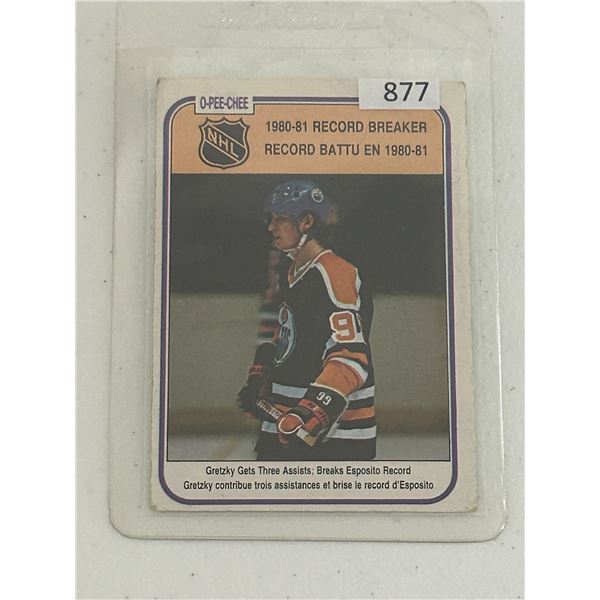 O-PEE-CHEE
877
NHL
1980-81 RECORD BREAKER
RECORD BATTU EN 1980-81
9
99
Gretzky Gets Three Assists; Breaks Esposito Record
Gretzky contribue trois assistances et brise le record d'Esposito